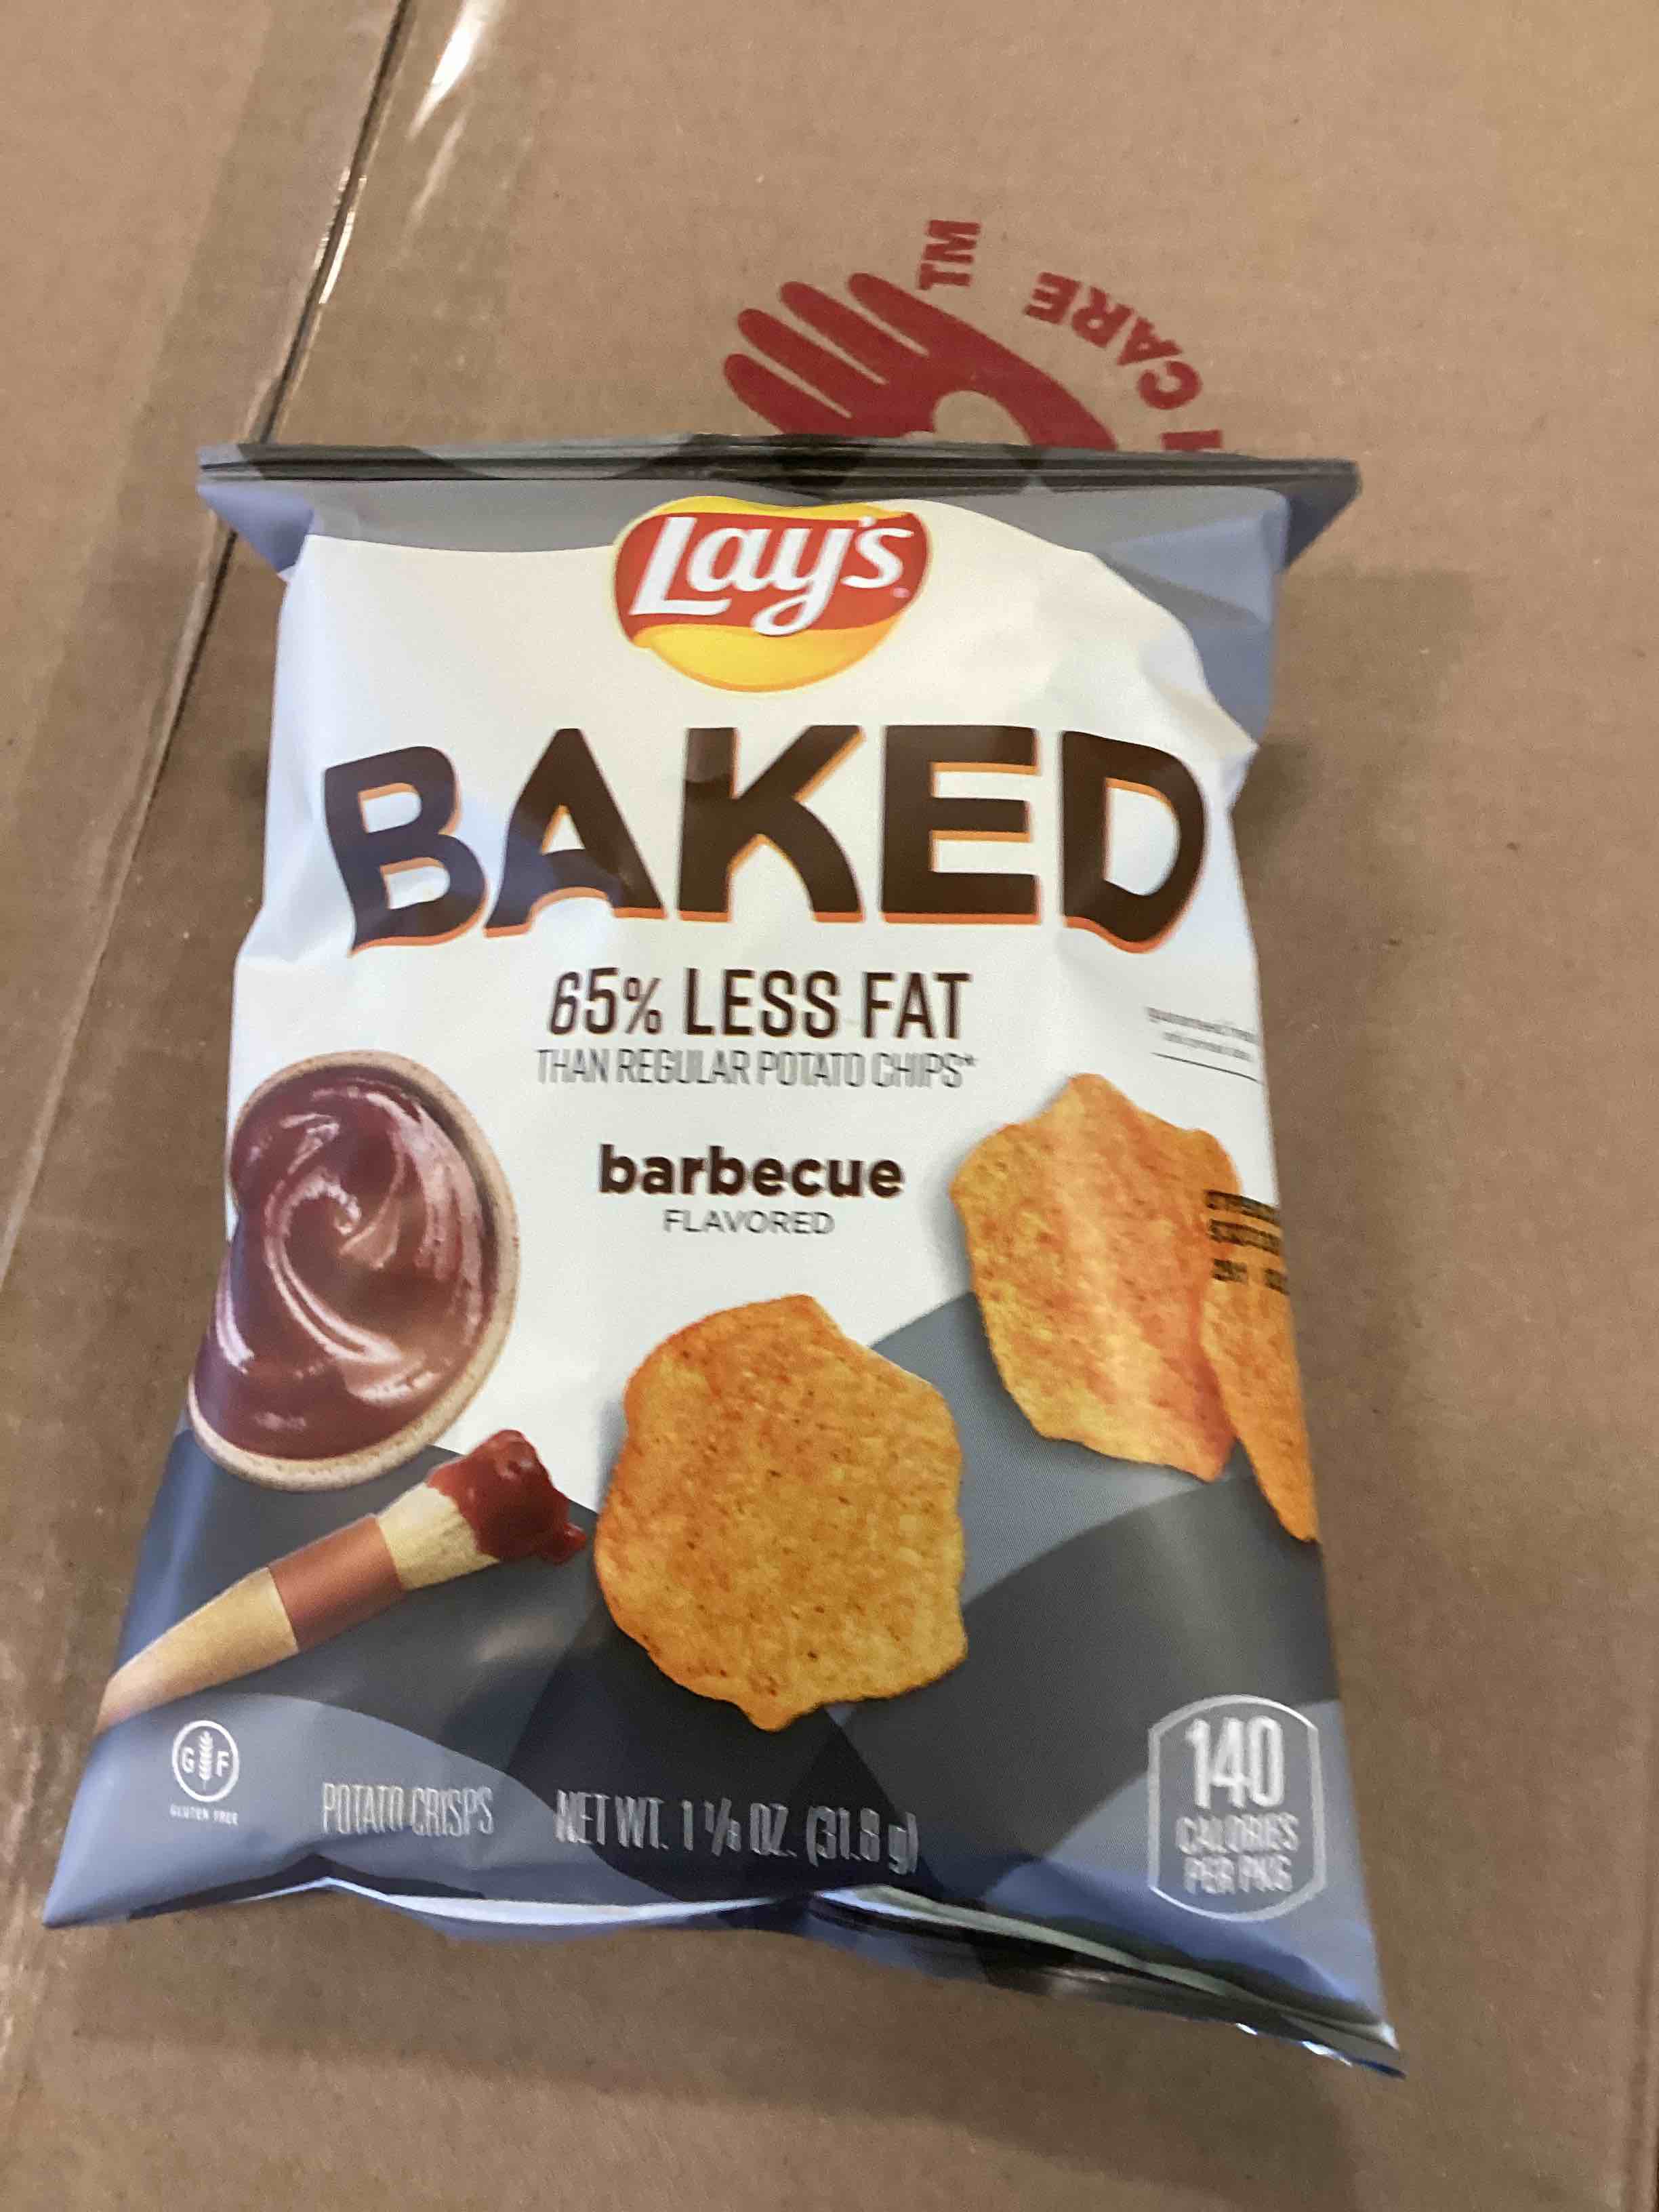 TM
CARE
Lay's
BAKED
65% LESS FAT
THAN REGULAR POTATO CHIPS*
barbecue
FLAVORED
G F
GLUTEN FREE
POTATO CRISPS
NET WT. 1 1/8 OZ. (31.8 g)
140
CALORIES
PER PKG